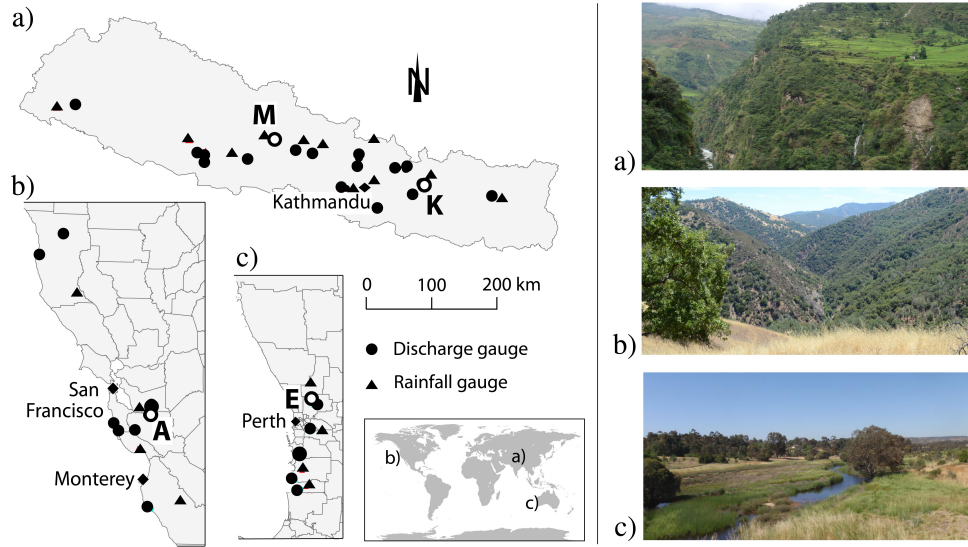 a)
N
M
Kathmandu
K
b)
c)
0 100 200 km
Discharge gauge
Rainfall gauge
San
Francisco
A
Monterey
E
Perth
b)
a)
c)
a)
b)
c)